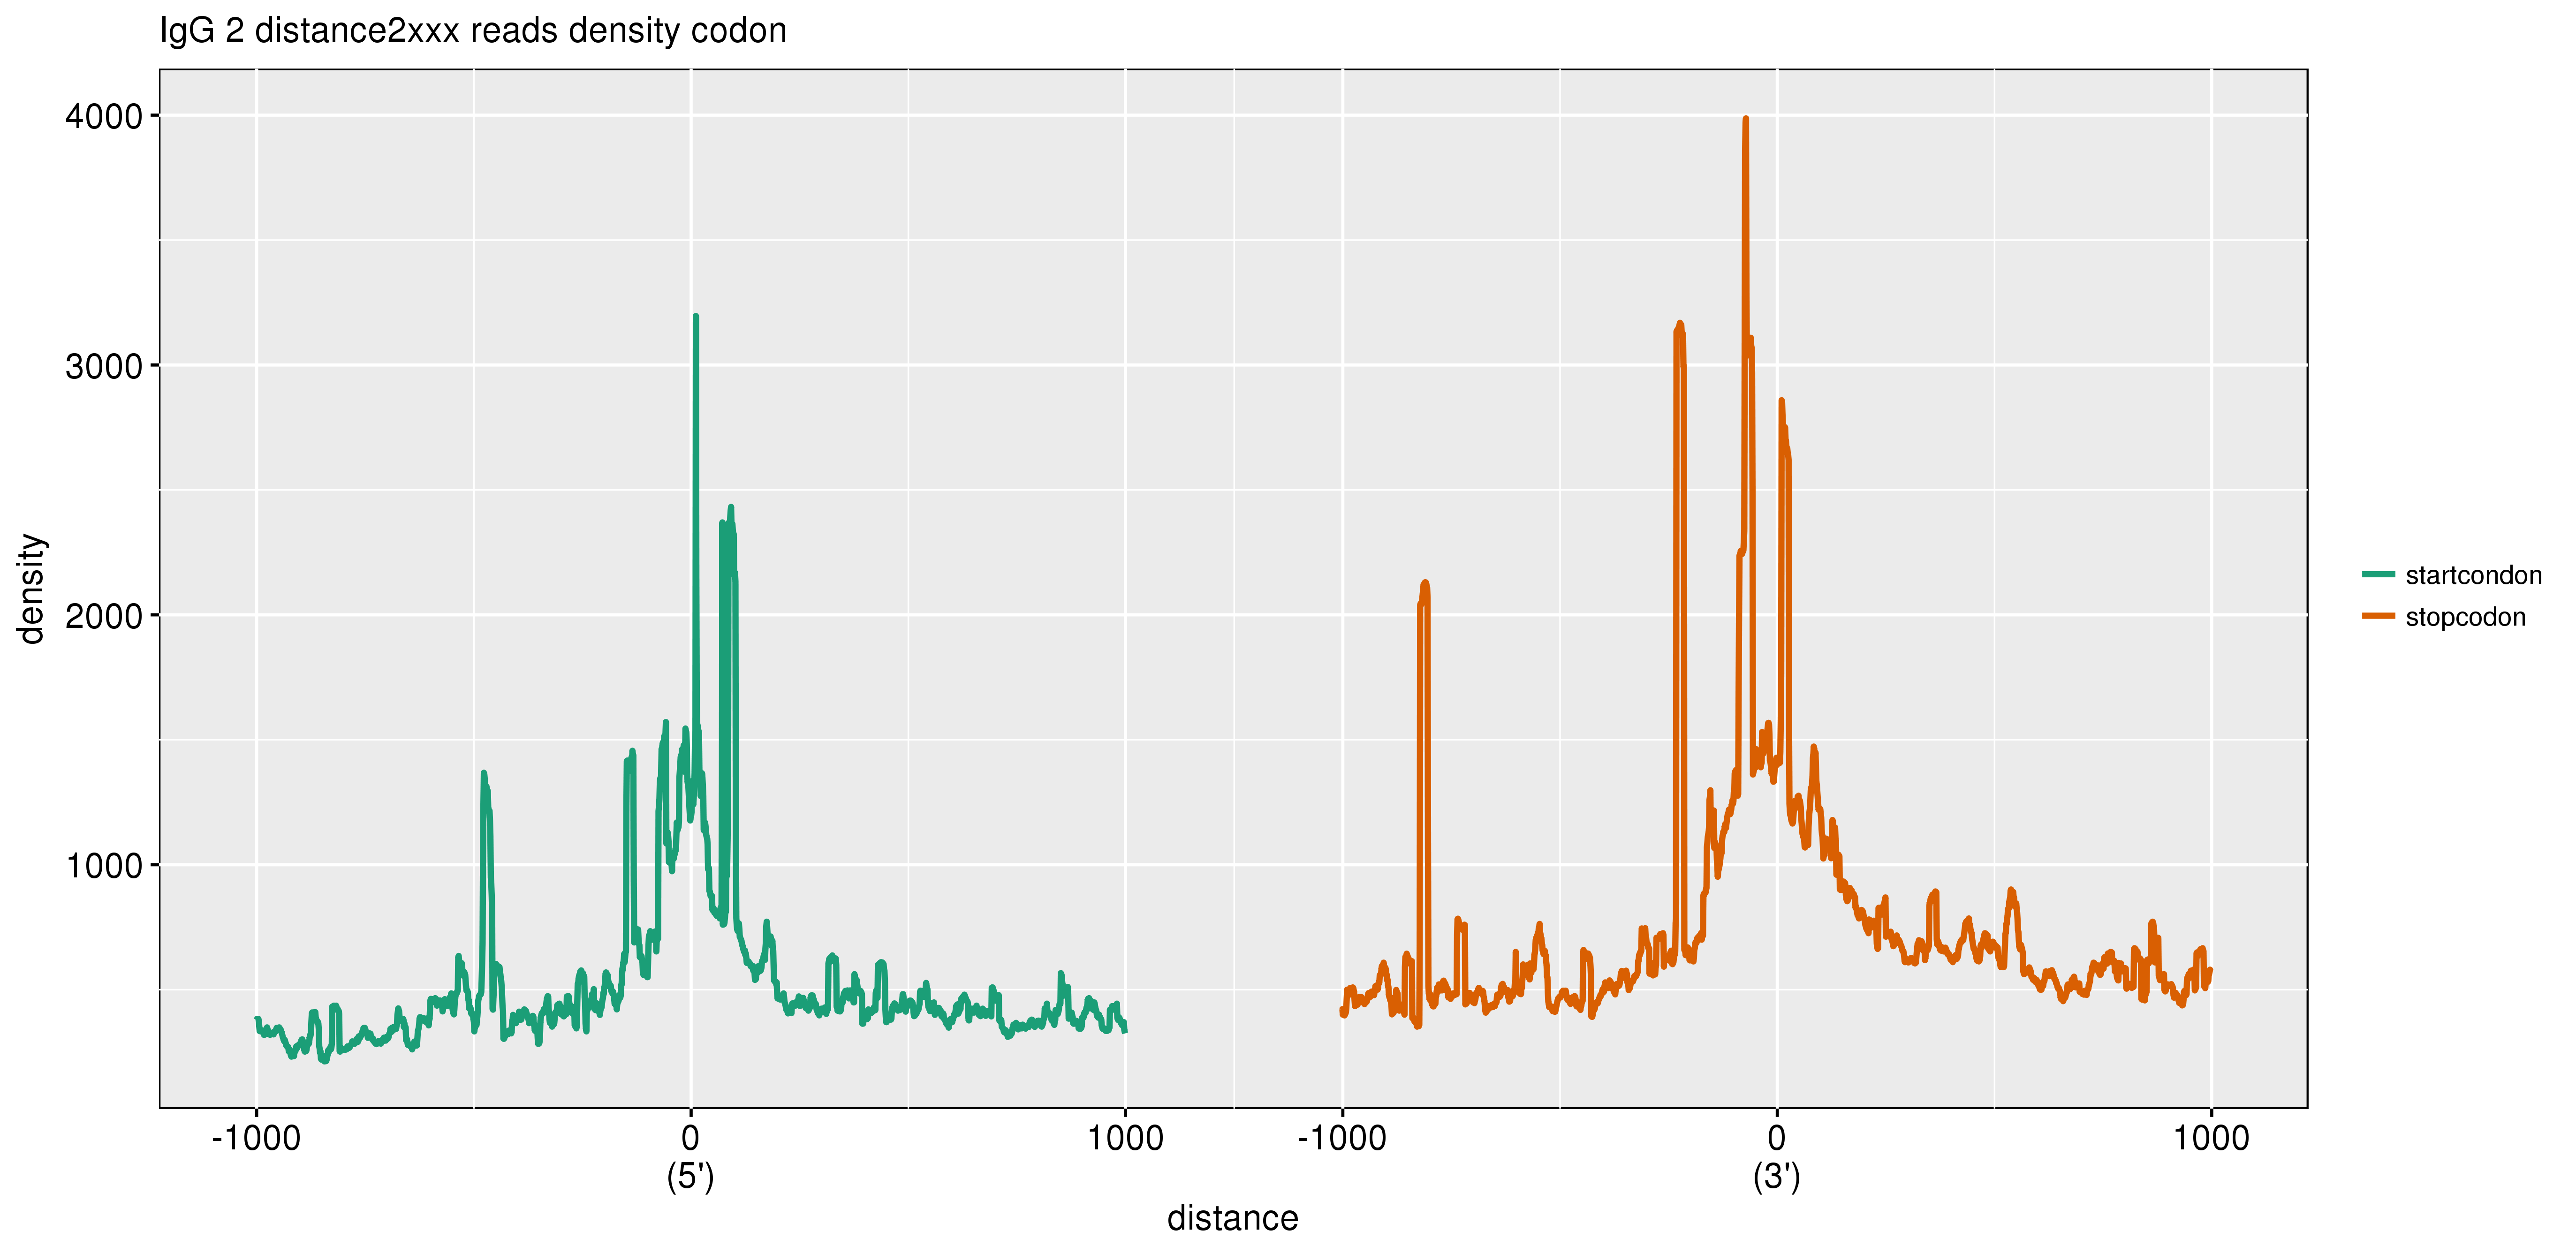 IgG 2 distance2xxx reads density codon
4000
3000
2000
1000
density
-1000 0 1000 -1000 0 1000
(5') (3')
distance
startcondon
stopcodon